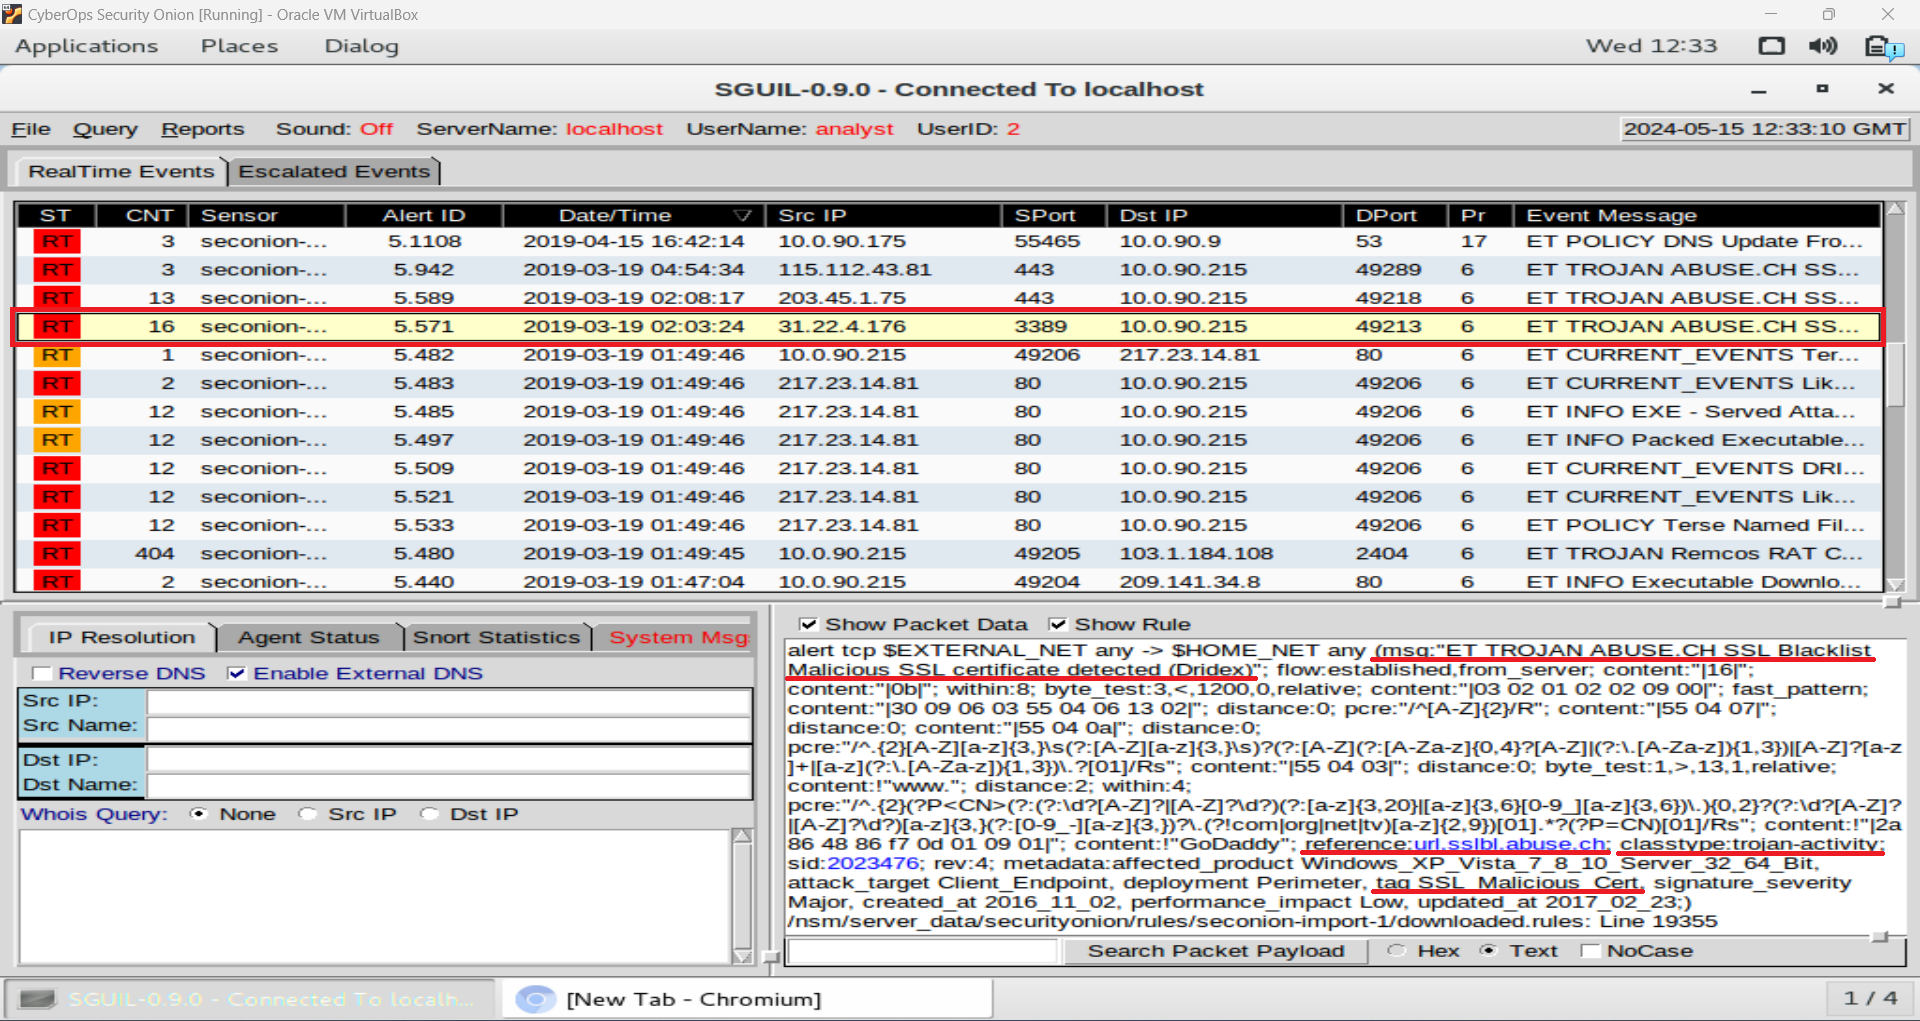 CyberOps Security Onion [Running] - Oracle VM VirtualBox
Applications Places Dialog Wed 12:33
SGUIL-0.9.0 - Connected To localhost
File Query Reports Sound: Off ServerName: localhost UserName: analyst UserID: 2 2024-05-15 12:33:10 GMT
RealTime Events Escalated Events
ST CNT Sensor Alert ID Date/Time Src IP SPort Dst IP DPort Pr Event Message
RT 3 seconion-... 5.1108 2019-04-15 16:42:14 10.0.90.175 55465 10.0.90.9 53 17 ET POLICY DNS Update Fro...
RT 3 seconion-... 5.942 2019-03-19 04:54:34 115.112.43.81 443 10.0.90.215 49289 6 ET TROJAN ABUSE.CH SS...
RT 13 seconion-... 5.589 2019-03-19 02:08:17 203.45.1.75 443 10.0.90.215 49218 6 ET TROJAN ABUSE.CH SS...
RT 16 seconion-... 5.571 2019-03-19 02:03:24 31.22.4.176 3389 10.0.90.215 49213 6 ET TROJAN ABUSE.CH SS...
RT 1 seconion-... 5.482 2019-03-19 01:49:46 10.0.90.215 49206 217.23.14.81 80 6 ET CURRENT_EVENTS Ter...
RT 2 seconion-... 5.483 2019-03-19 01:49:46 217.23.14.81 80 10.0.90.215 49206 6 ET CURRENT_EVENTS Lik...
RT 12 seconion-... 5.485 2019-03-19 01:49:46 217.23.14.81 80 10.0.90.215 49206 6 ET INFO EXE - Served Atta...
RT 12 seconion-... 5.497 2019-03-19 01:49:46 217.23.14.81 80 10.0.90.215 49206 6 ET INFO Packed Executable...
RT 12 seconion-... 5.509 2019-03-19 01:49:46 217.23.14.81 80 10.0.90.215 49206 6 ET CURRENT_EVENTS DRI...
RT 12 seconion-... 5.521 2019-03-19 01:49:46 217.23.14.81 80 10.0.90.215 49206 6 ET CURRENT_EVENTS Lik...
RT 12 seconion-... 5.533 2019-03-19 01:49:46 217.23.14.81 80 10.0.90.215 49206 6 ET POLICY Terse Named Fil...
RT 404 seconion-... 5.480 2019-03-19 01:49:45 10.0.90.215 49205 103.1.184.108 2404 6 ET TROJAN Remcos RAT C...
RT 2 seconion-... 5.440 2019-03-19 01:47:04 10.0.90.215 49204 209.141.34.8 80 6 ET INFO Executable Downlo...
IP Resolution Agent Status Snort Statistics System Msg
Reverse DNS Enable External DNS
Src IP:
Src Name:
Dst IP:
Dst Name:
Whois Query: None Src IP Dst IP
Show Packet Data Show Rule
alert tcp $EXTERNAL_NET any -> $HOME_NET any (msg:"ET TROJAN ABUSE.CH SSL Blacklist
Malicious SSL certificate detected (Dridex)"; flow:established,from_server; content:"|16|";
content:"|0b|"; within:8; byte_test:3,<,1200,0,relative; content:"|03 02 01 02 02 09 00|"; fast_pattern;
content:"|30 09 06 03 55 04 06 13 02|"; distance:0; pcre:"/^[A-Z]{2}/R"; content:"|55 04 07|";
distance:0; content:"|55 04 0a|"; distance:0;
pcre:"/^.{2}[A-Z][a-z]{3,}\s(?:[A-Z][a-z]{3,}\s)?(?:[A-Z](?:[A-Za-z]{0,4}?[A-Z]|(?:\.[A-Za-z]){1,3})|[A-Z]?[a-z
]+|[a-z](?:\.[A-Za-z]){1,3})\.?[01]/Rs"; content:"|55 04 03|"; distance:0; byte_test:1,>,13,1,relative;
content:!"www."; distance:2; within:4;
pcre:"/^.{2}(?P<CN>(?:(?:\d?[A-Z]?|[A-Z]?\d?)(?:[a-z]{3,20}|[a-z]{3,6}[0-9_][a-z]{3,6})\.){0,2}?(?:\d?[A-Z]?
|[A-Z]?\d?)[a-z]{3,}(?:[0-9_-][a-z]{3,})?\.(?!com|org|net|tv)[a-z]{2,9})[01].*?(?P=CN)[01]/Rs"; content:!"|2a
86 48 86 f7 0d 01 09 01|"; content:!"GoDaddy"; reference:url,sslbl.abuse.ch; classtype:trojan-activity;
sid:2023476; rev:4; metadata:affected_product Windows_XP_Vista_7_8_10_Server_32_64_Bit,
attack_target Client_Endpoint, deployment Perimeter, tag SSL_Malicious_Cert, signature_severity
Major, created_at 2016_11_02, performance_impact Low, updated_at 2017_02_23;)
/nsm/server_data/securityonion/rules/seconion-import-1/downloaded.rules: Line 19355
Search Packet Payload Hex Text NoCase
SGUIL-0.9.0 - Connected To localh... [New Tab - Chromium] 1 / 4